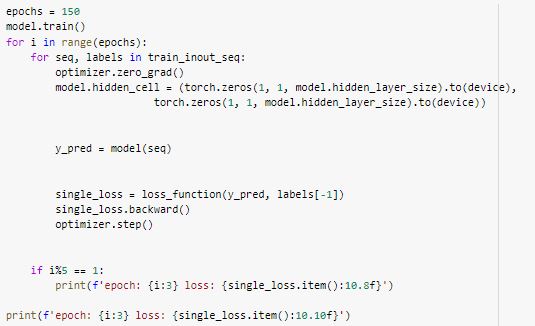 epochs = 150
model.train()
for i in range(epochs):
    for seq, labels in train_inout_seq:
        optimizer.zero_grad()
        model.hidden_cell = (torch.zeros(1, 1, model.hidden_layer_size).to(device),
                        torch.zeros(1, 1, model.hidden_layer_size).to(device))
        y_pred = model(seq)
        single_loss = loss_function(y_pred, labels[-1])
        single_loss.backward()
        optimizer.step()
    if i%5 == 1:
        print(f'epoch: {i:3} loss: {single_loss.item():10.8f}')
print(f'epoch: {i:3} loss: {single_loss.item():10.10f}')